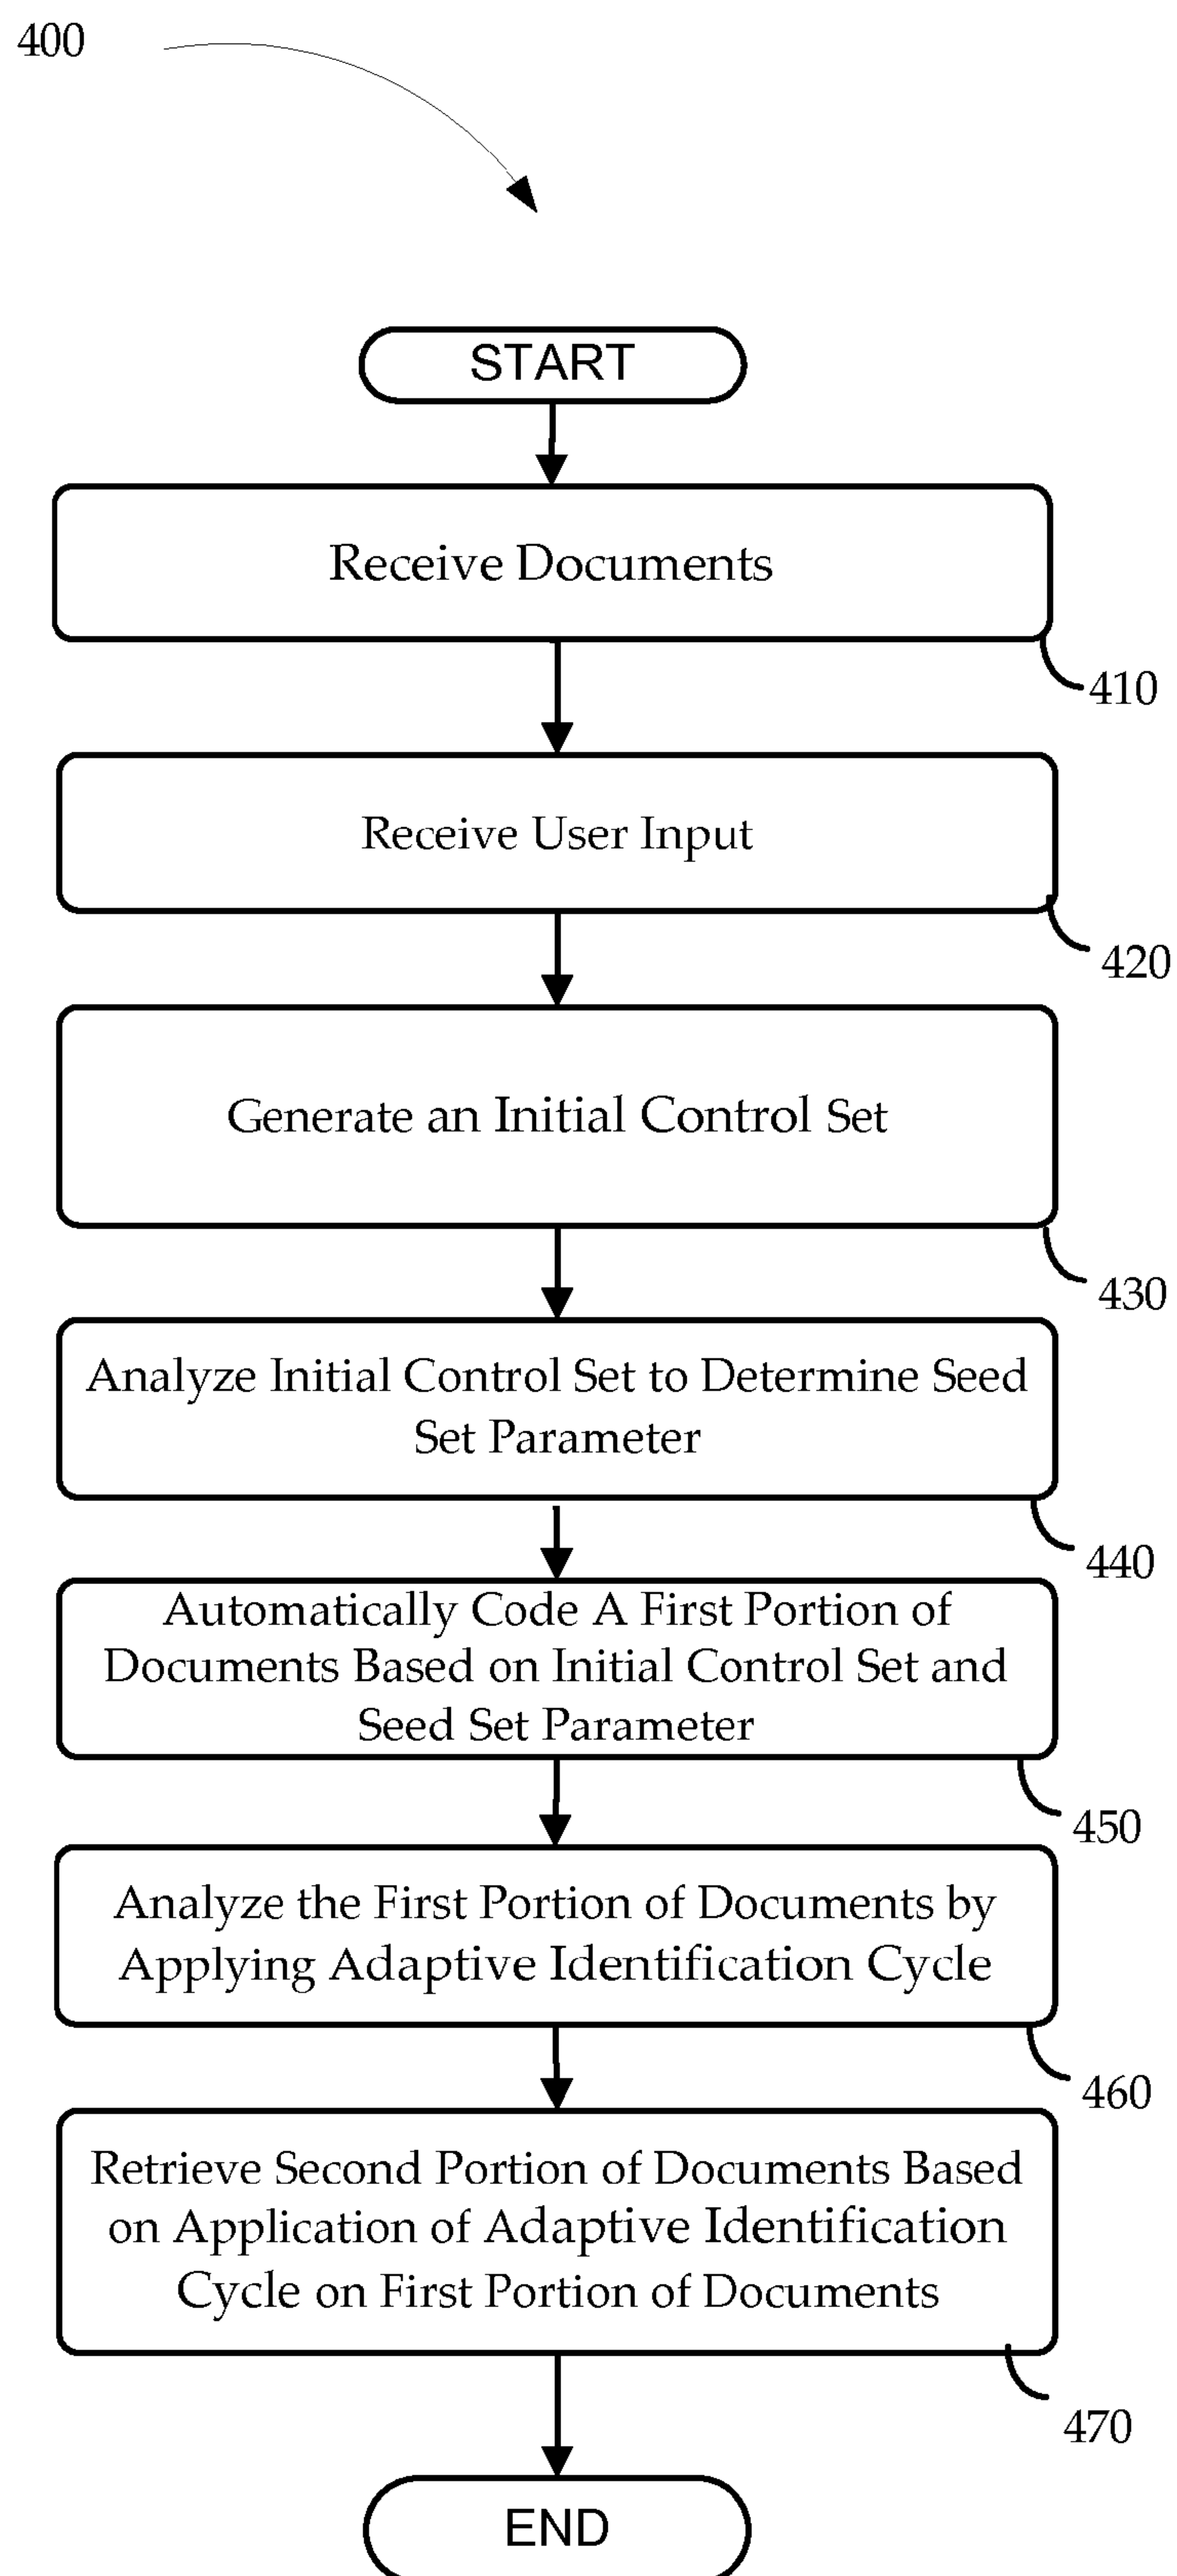 400
START
Receive Documents
410
Receive User Input
420
Generate an Initial Control Set
430
Analyze Initial Control Set to Determine Seed
Set Parameter
440
Automatically Code A First Portion of
Documents Based on Initial Control Set and
Seed Set Parameter
450
Analyze the First Portion of Documents by
Applying Adaptive Identification Cycle
460
Retrieve Second Portion of Documents Based
on Application of Adaptive Identification
Cycle on First Portion of Documents
470
END